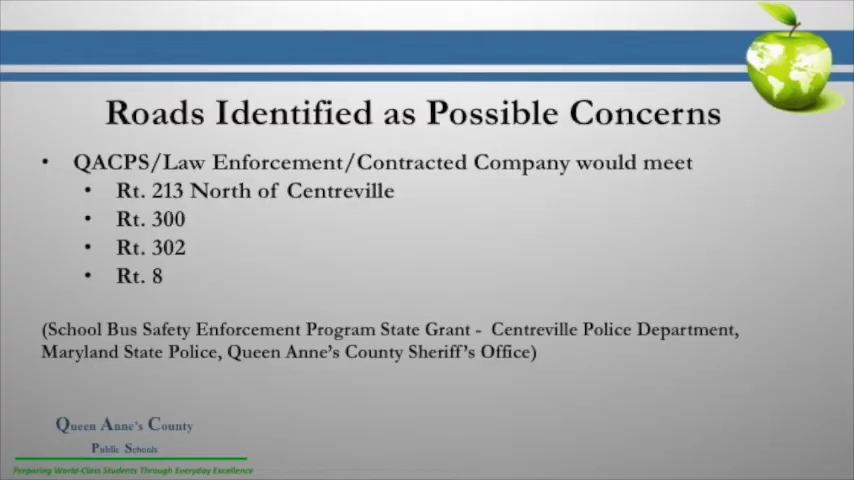 Roads Identified as Possible Concerns
• QACPS/Law Enforcement/Contracted Company would meet
• Rt. 213 North of Centreville
• Rt. 300
• Rt. 302
• Rt. 8
(School Bus Safety Enforcement Program State Grant - Centreville Police Department,
Maryland State Police, Queen Anne's County Sheriff's Office)
Queen Anne's County
Public Schools
Preparing World-Class Students Through Everyday Excellence